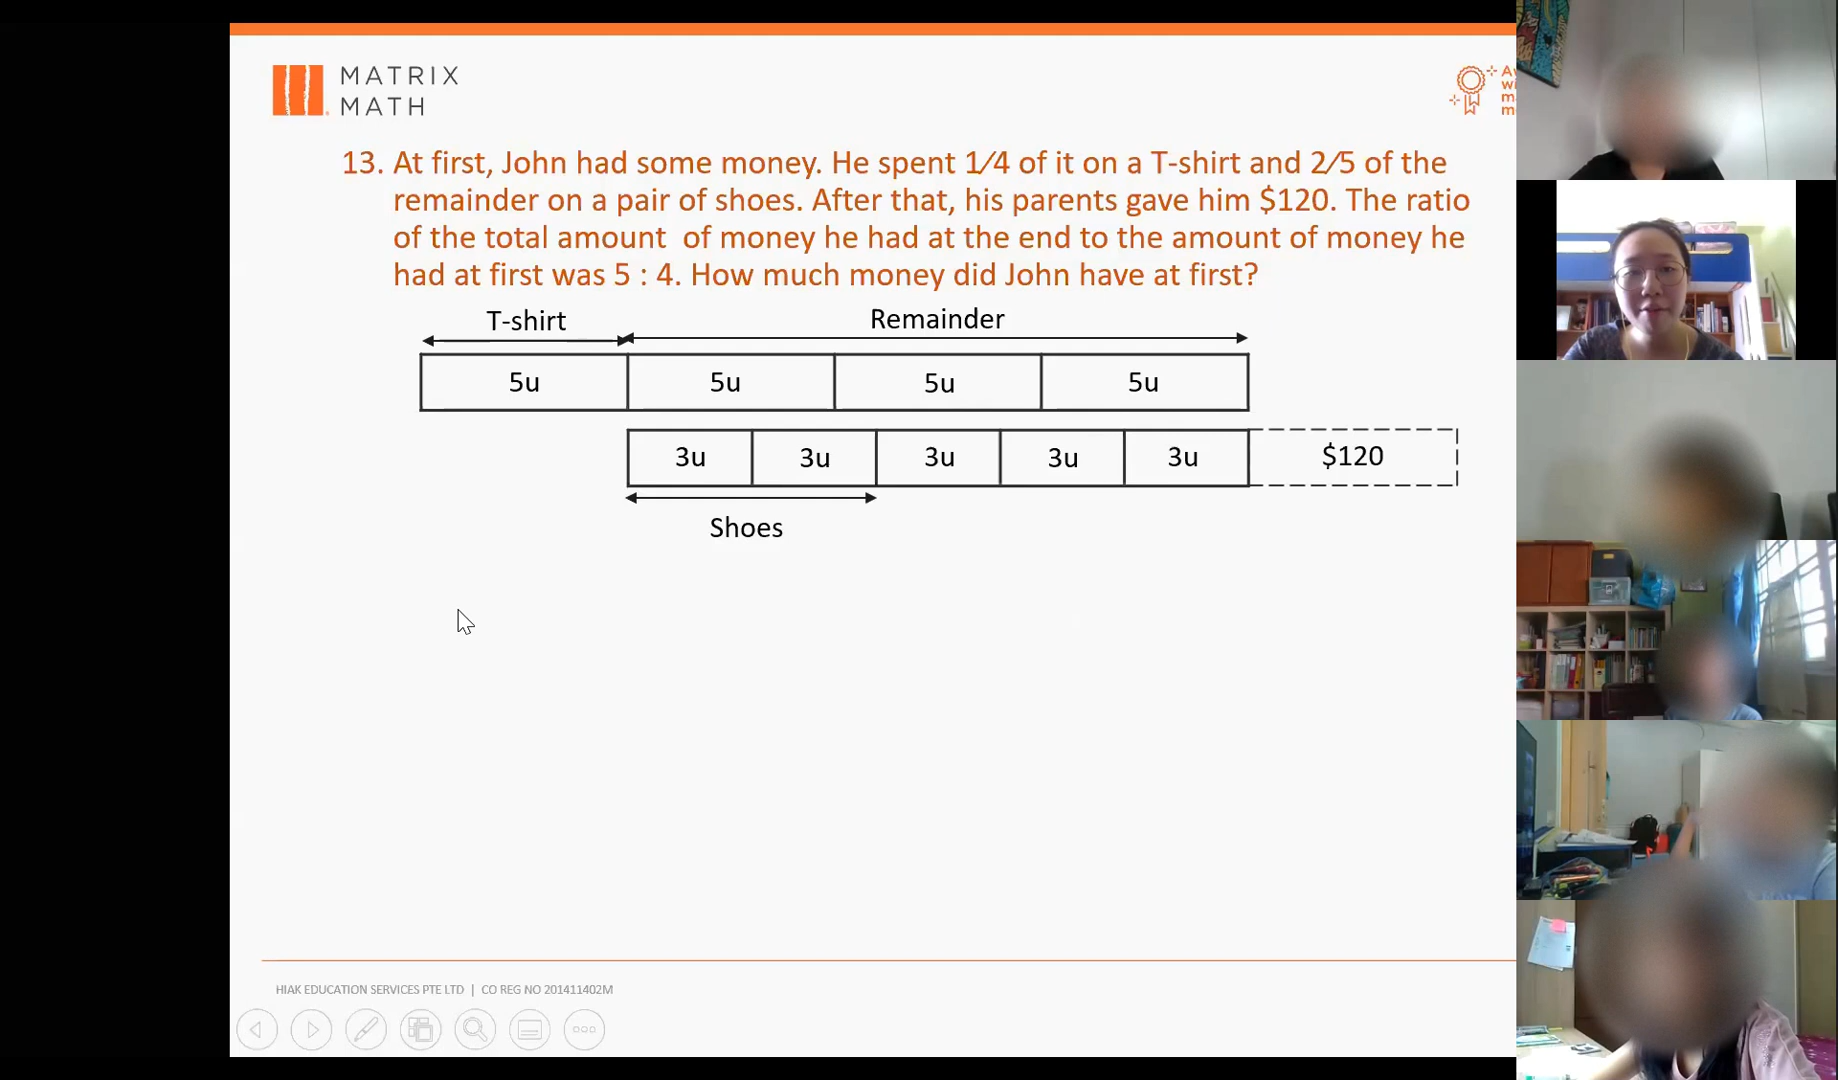 MATRIX
MATH
13. At first, John had some money. He spent 1/4 of it on a T-shirt and 2/5 of the
remainder on a pair of shoes. After that, his parents gave him $120. The ratio
of the total amount of money he had at the end to the amount of money he
had at first was 5 : 4. How much money did John have at first?
T-shirt Remainder
5u 5u 5u 5u
3u 3u 3u 3u 3u $120
Shoes
HIAK EDUCATION SERVICES PTE LTD | CO REG NO 201411402M